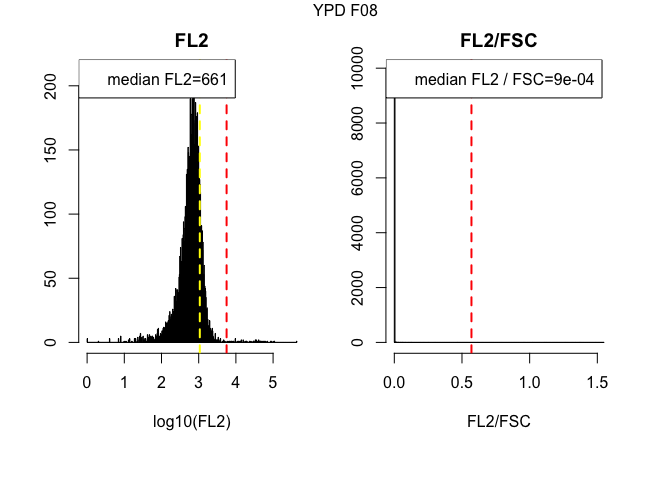 YPD F08
FL2
median FL2=661
200
150
100
50
0
0 1 2 3 4 5
log10(FL2)
FL2/FSC
median FL2 / FSC=9e-04
10000
8000
6000
4000
2000
0
0.0 0.5 1.0 1.5
FL2/FSC